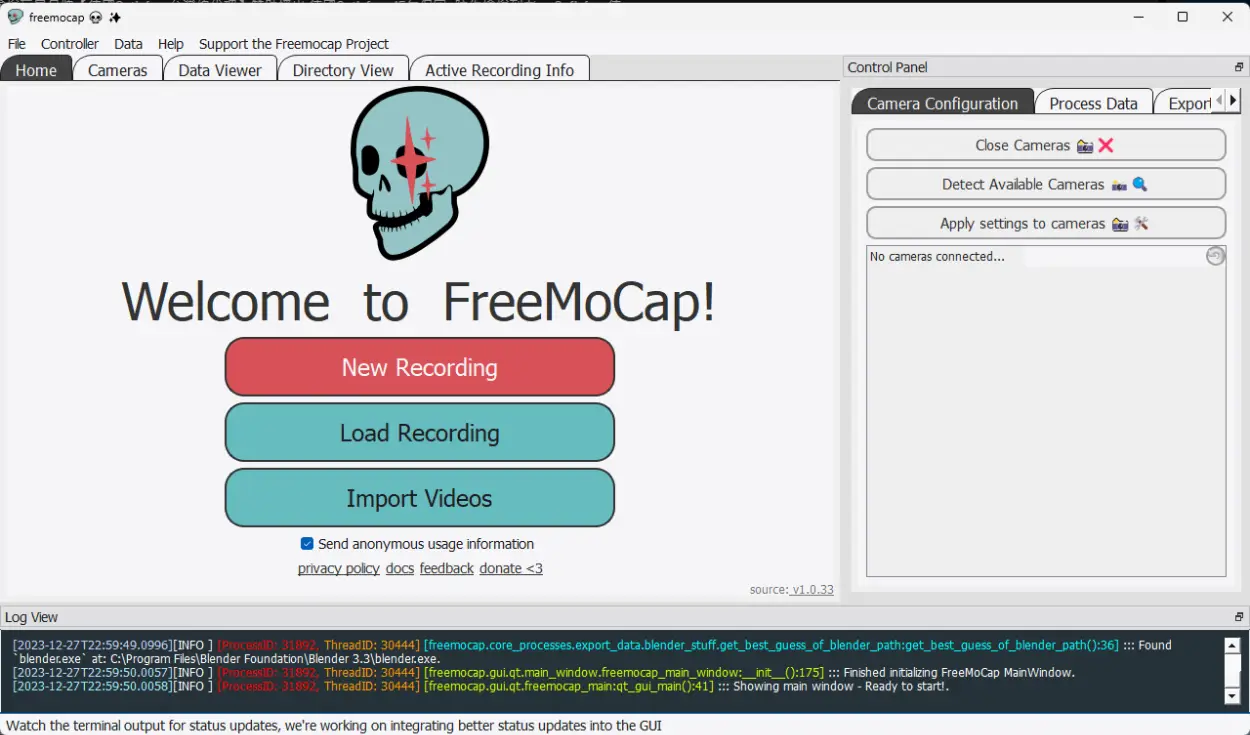 freemocap 💀 ✨
File Controller Data Help Support the Freemocap Project
Home Cameras Data Viewer Directory View Active Recording Info
Control Panel
Camera Configuration Process Data Export
Close Cameras 📸 ❌
Detect Available Cameras 📸 🔍
Apply settings to cameras 📸 🛠
No cameras connected...
Welcome to FreeMoCap!
New Recording
Load Recording
Import Videos
Send anonymous usage information
privacy policy docs feedback donate <3
source: v1.0.33
Log View
[2023-12-27T22:59:49.0996][INFO ] [ProcessID: 31892, ThreadID: 30444] [freemocap.core_processes.export_data.blender_stuff.get_best_guess_of_blender_path:get_best_guess_of_blender_path():36] ::: Found
`blender.exe` at: C:\Program Files\Blender Foundation\Blender 3.3\blender.exe.
[2023-12-27T22:59:50.0057][INFO ] [ProcessID: 31892, ThreadID: 30444] [freemocap.gui.qt.main_window.freemocap_main_window:__init__():175] ::: Finished initializing FreeMoCap MainWindow.
[2023-12-27T22:59:50.0058][INFO ] [ProcessID: 31892, ThreadID: 30444] [freemocap.gui.qt.freemocap_main:qt_gui_main():41] ::: Showing main window - Ready to start!.
Watch the terminal output for status updates, we're working on integrating better status updates into the GUI